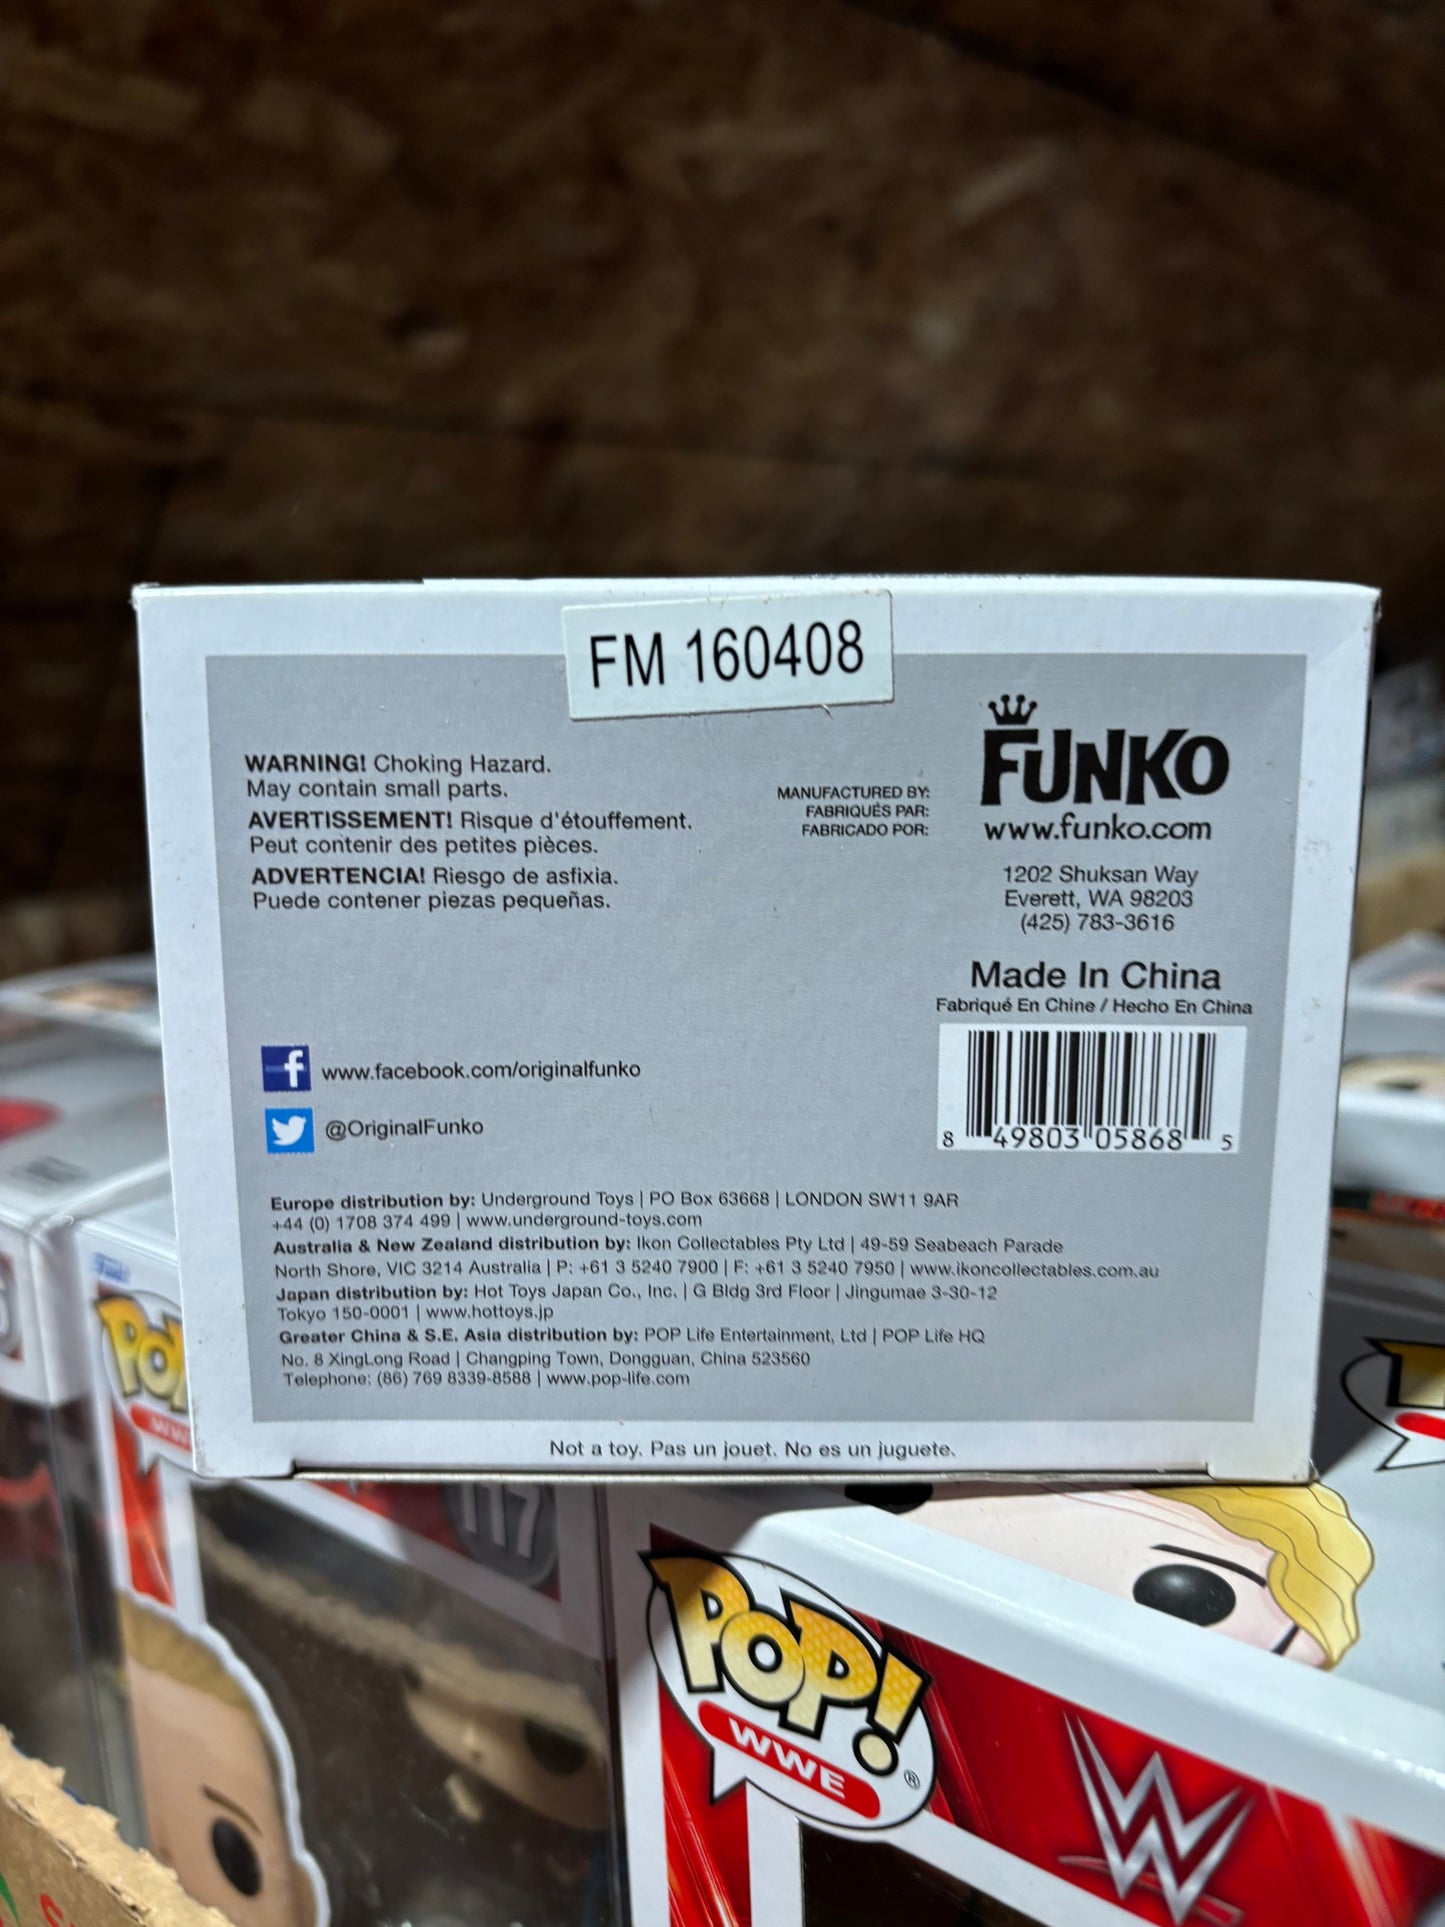 FM 160408
WARNING! Choking Hazard.
May contain small parts.
AVERTISSEMENT! Risque d'étouffement.
Peut contenir des petites pièces.
ADVERTENCIA! Riesgo de asfixia.
Puede contener piezas pequeñas.
MANUFACTURED BY:
FABRIQUÉS PAR:
FABRICADO POR:
FUNKO
www.funko.com
1202 Shuksan Way
Everett, WA 98203
(425) 783-3616
Made In China
Fabriqué En Chine / Hecho En China
8 49803 05868 5
www.facebook.com/originalfunko
@OriginalFunko
Europe distribution by: Underground Toys | PO Box 63668 | LONDON SW11 9AR
+44 (0) 1708 374 499 | www.underground-toys.com
Australia & New Zealand distribution by: Ikon Collectables Pty Ltd | 49-59 Seabeach Parade
North Shore, VIC 3214 Australia | P: +61 3 5240 7900 | F: +61 3 5240 7950 | www.ikoncollectables.com.au
Japan distribution by: Hot Toys Japan Co., Inc. | G Bldg 3rd Floor | Jingumae 3-30-12
Tokyo 150-0001 | www.hottoys.jp
Greater China & S.E. Asia distribution by: POP Life Entertainment, Ltd | POP Life HQ
No. 8 XingLong Road | Changping Town, Dongguan, China 523560
Telephone: (86) 769 8339-8588 | www.pop-life.com
Not a toy. Pas un jouet. No es un juguete.
117
POP!
WWE
®
W